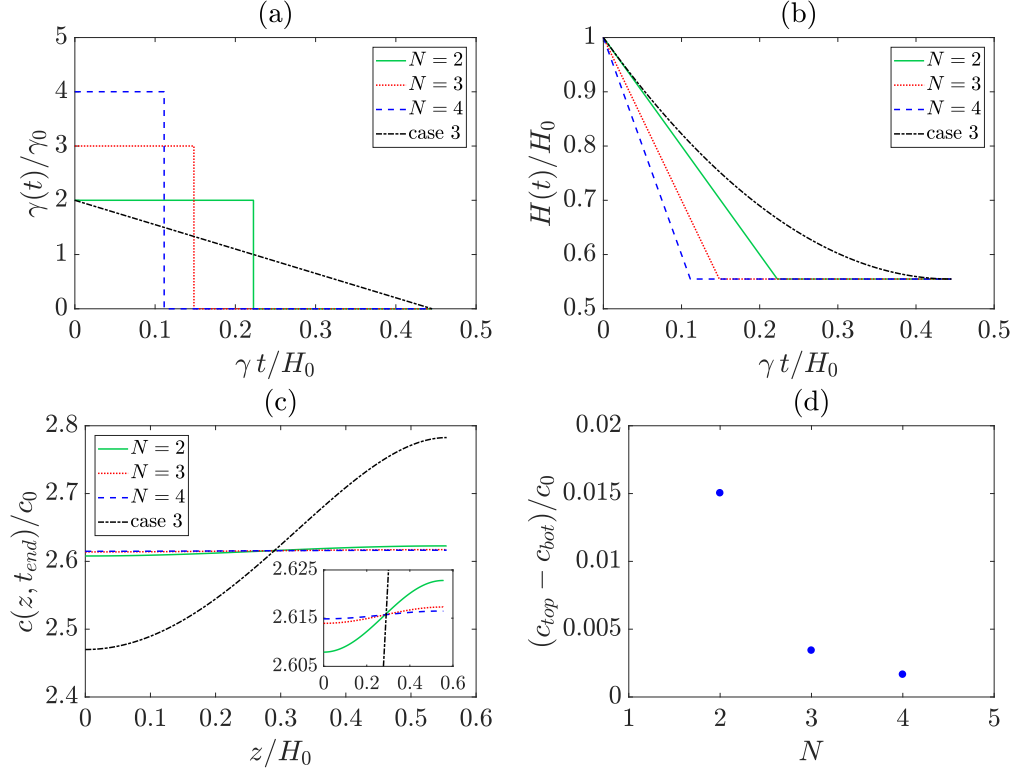 (a)
γ(t)/γ0
5
4
3
2
1
0
N = 2
N = 3
N = 4
case 3
0 0.1 0.2 0.3 0.4 0.5
γ t/H0
(b)
H(t)/H0
1
0.9
0.8
0.7
0.6
0.5
N = 2
N = 3
N = 4
case 3
0 0.1 0.2 0.3 0.4 0.5
γ t/H0
(c)
c(z, tend)/c0
2.8
2.7
2.6
2.5
2.4
N = 2
N = 3
N = 4
case 3
2.625
2.615
2.605
0 0.2 0.4 0.6
0 0.1 0.2 0.3 0.4 0.5 0.6
z/H0
(d)
(ctop − cbot)/c0
0.02
0.015
0.01
0.005
0
1 2 3 4 5
N